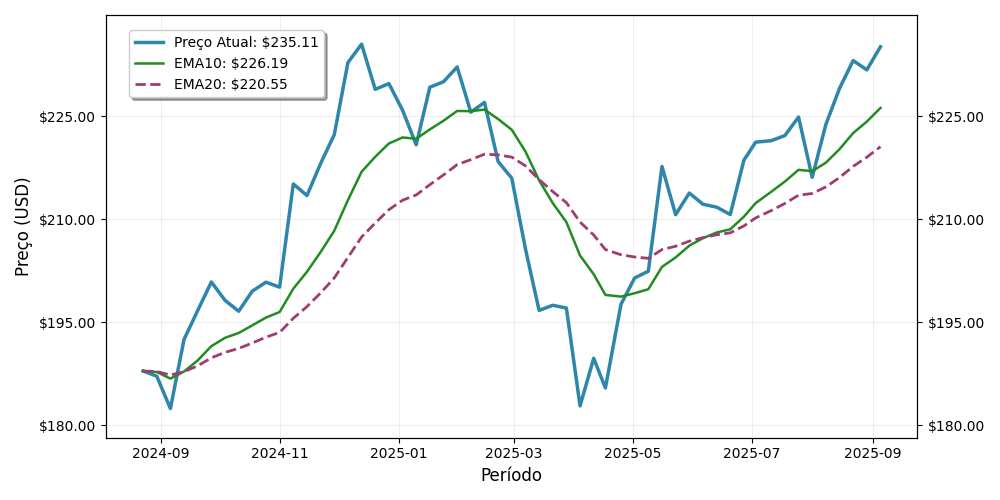 Preço Atual: $235.11
EMA10: $226.19
EMA20: $220.55
Preço (USD)
$225.00
$210.00
$195.00
$180.00
$225.00
$210.00
$195.00
$180.00
2024-09 2024-11 2025-01 2025-03 2025-05 2025-07 2025-09
Período